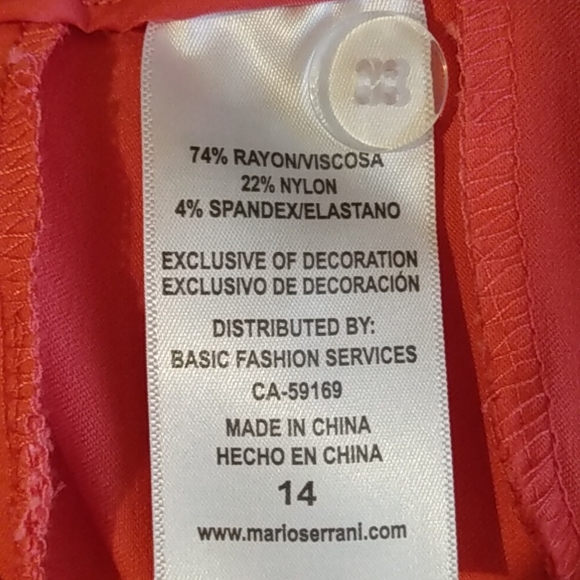 74% RAYON/VISCOSA
22% NYLON
4% SPANDEX/ELASTANO
EXCLUSIVE OF DECORATION
EXCLUSIVO DE DECORACIÓN
DISTRIBUTED BY:
BASIC FASHION SERVICES
CA-59169
MADE IN CHINA
HECHO EN CHINA
14
www.marioserrani.com